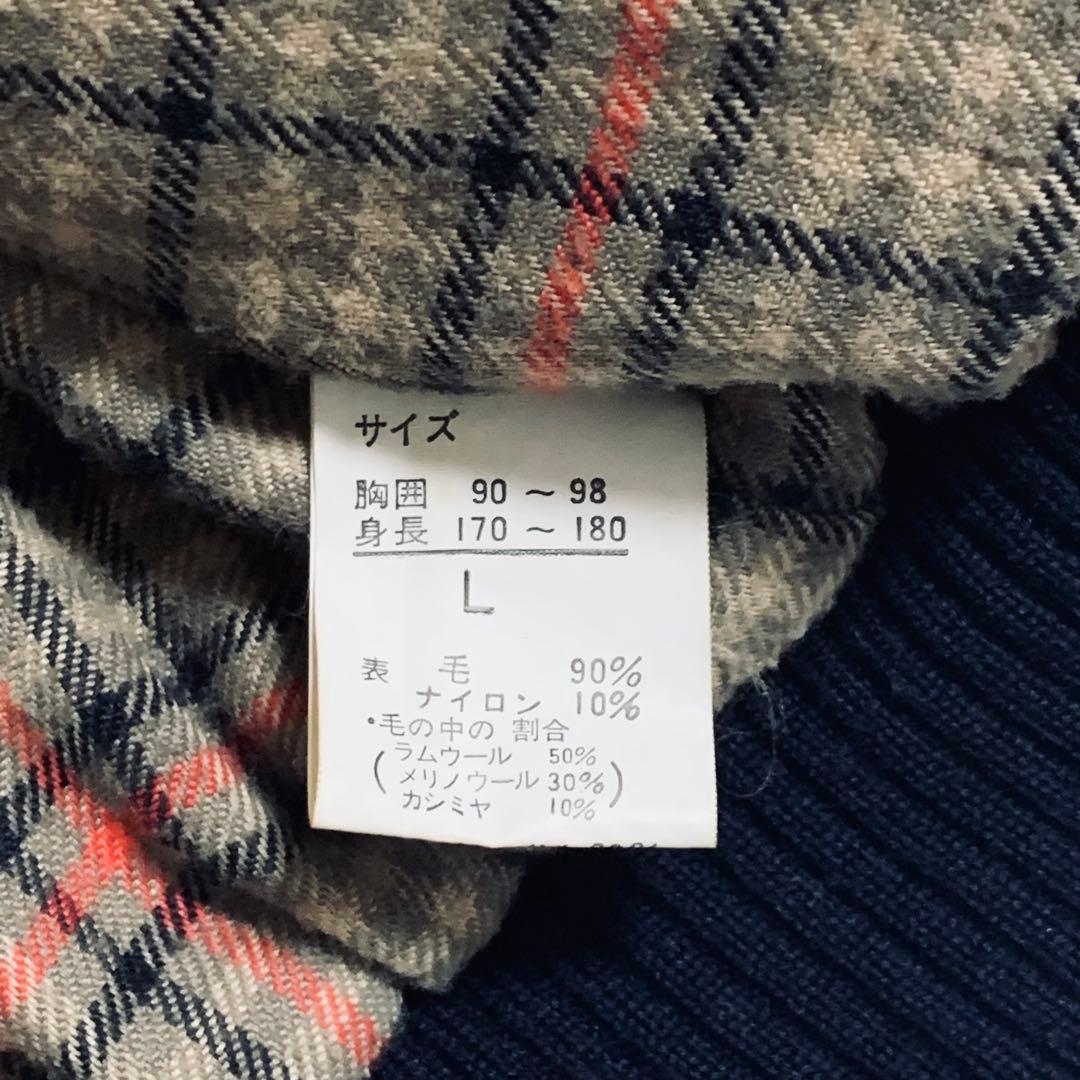 サイズ
胸囲 90 ～ 98
身長 170 ～ 180
L
表 毛 90%
ナイロン 10%
・毛の中の 割合
(ラムウール 50%
メリノウール 30%)
カシミヤ 10%